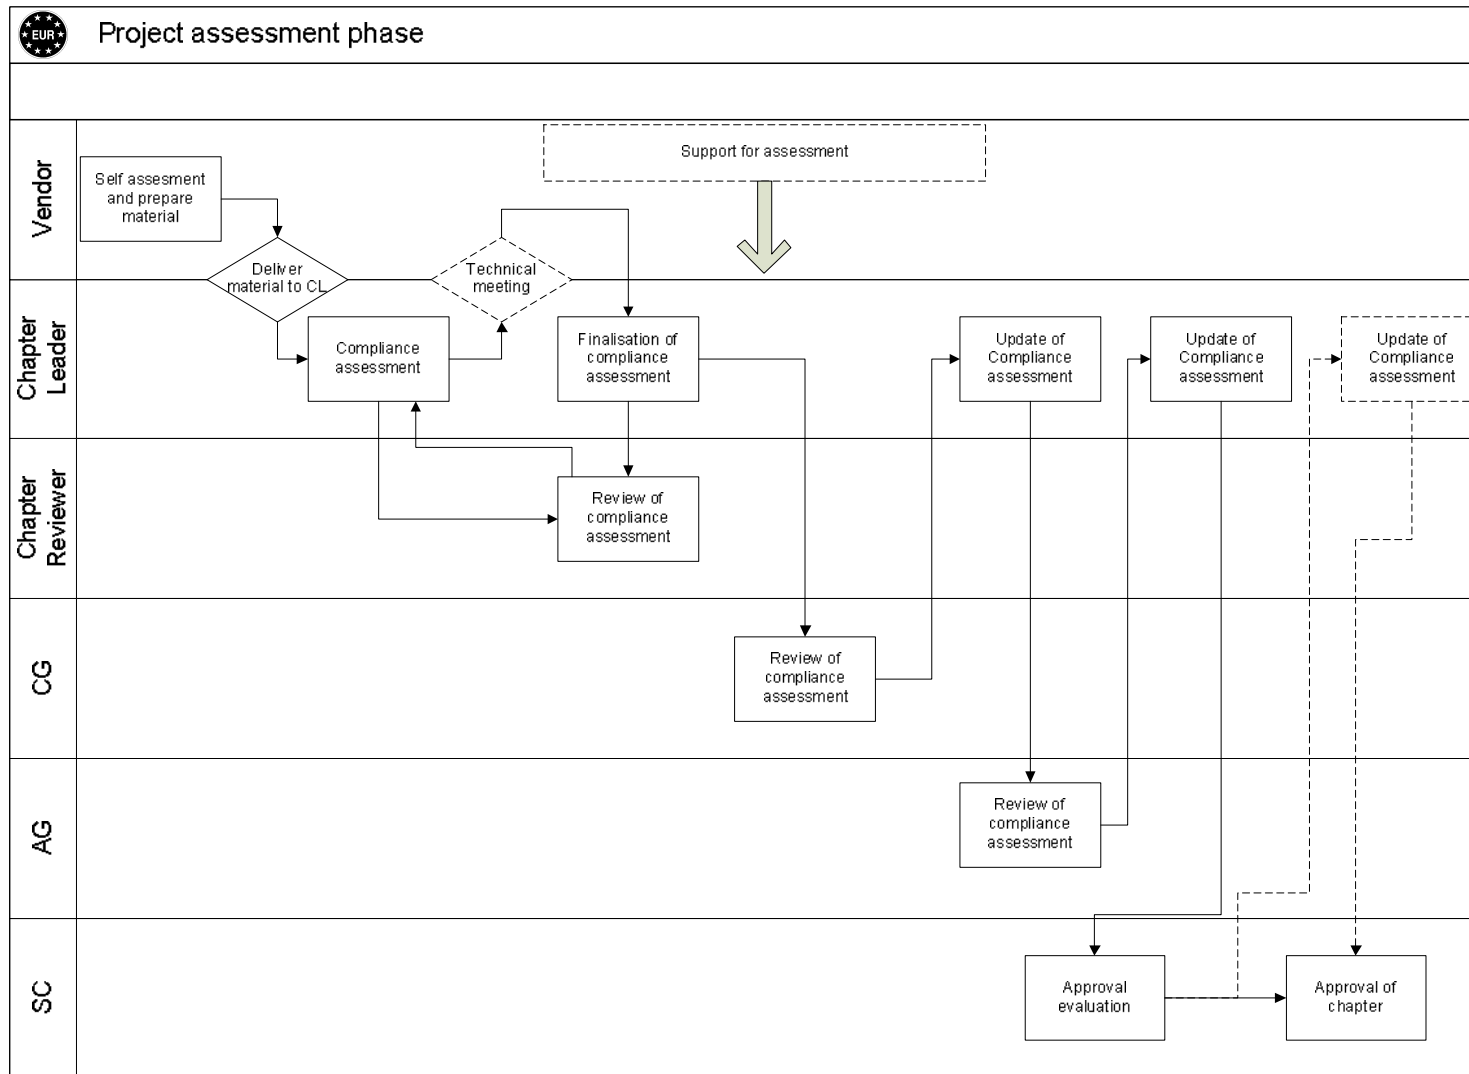 EUR
Project assessment phase
Vendor
Self assesment
and prepare
material
Support for assessment
Deliver
material to CL
Technical
meeting
Chapter
Leader
Compliance
assessment
Finalisation of
compliance
assessment
Update of
Compliance
assessment
Update of
Compliance
assessment
Update of
Compliance
assessment
Chapter
Reviewer
Review of
compliance
assessment
CG
Review of
compliance
assessment
AG
Review of
compliance
assessment
SC
Approval
evaluation
Approval of
chapter